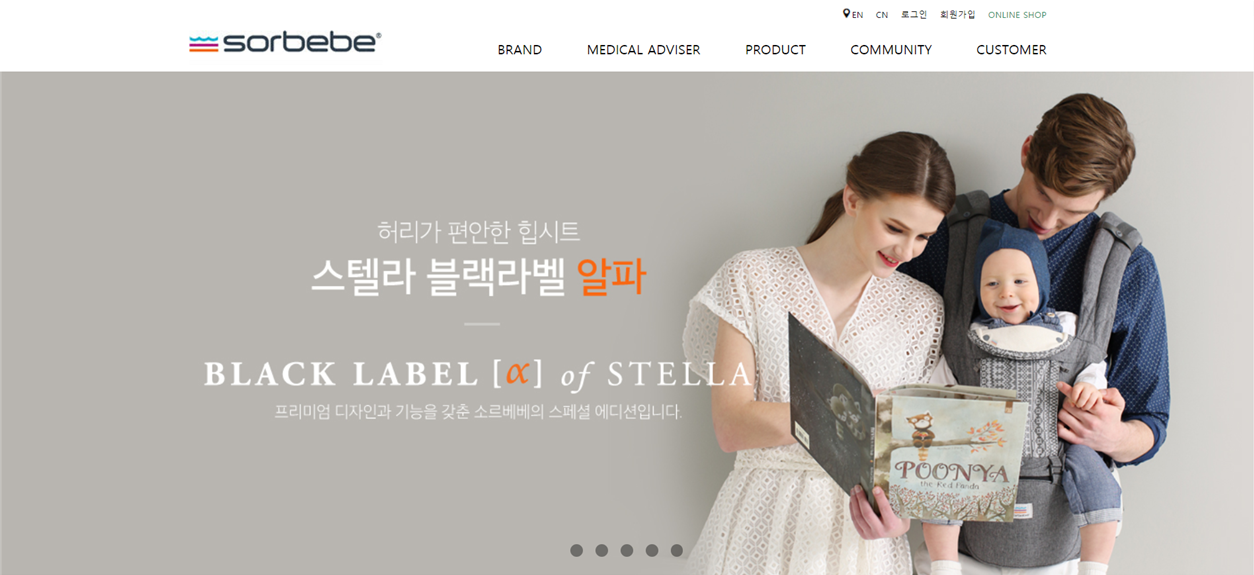 EN CN 로그인 회원가입 ONLINE SHOP
sorbebe®
BRAND MEDICAL ADVISER PRODUCT COMMUNITY CUSTOMER
허리가 편안한 힙시트
스텔라 블랙라벨 알파
BLACK LABEL [α] of STELLA
프리미엄 디자인과 기능을 갖춘 소르베베의 스페셜 에디션입니다.
POONYA
the Red Panda